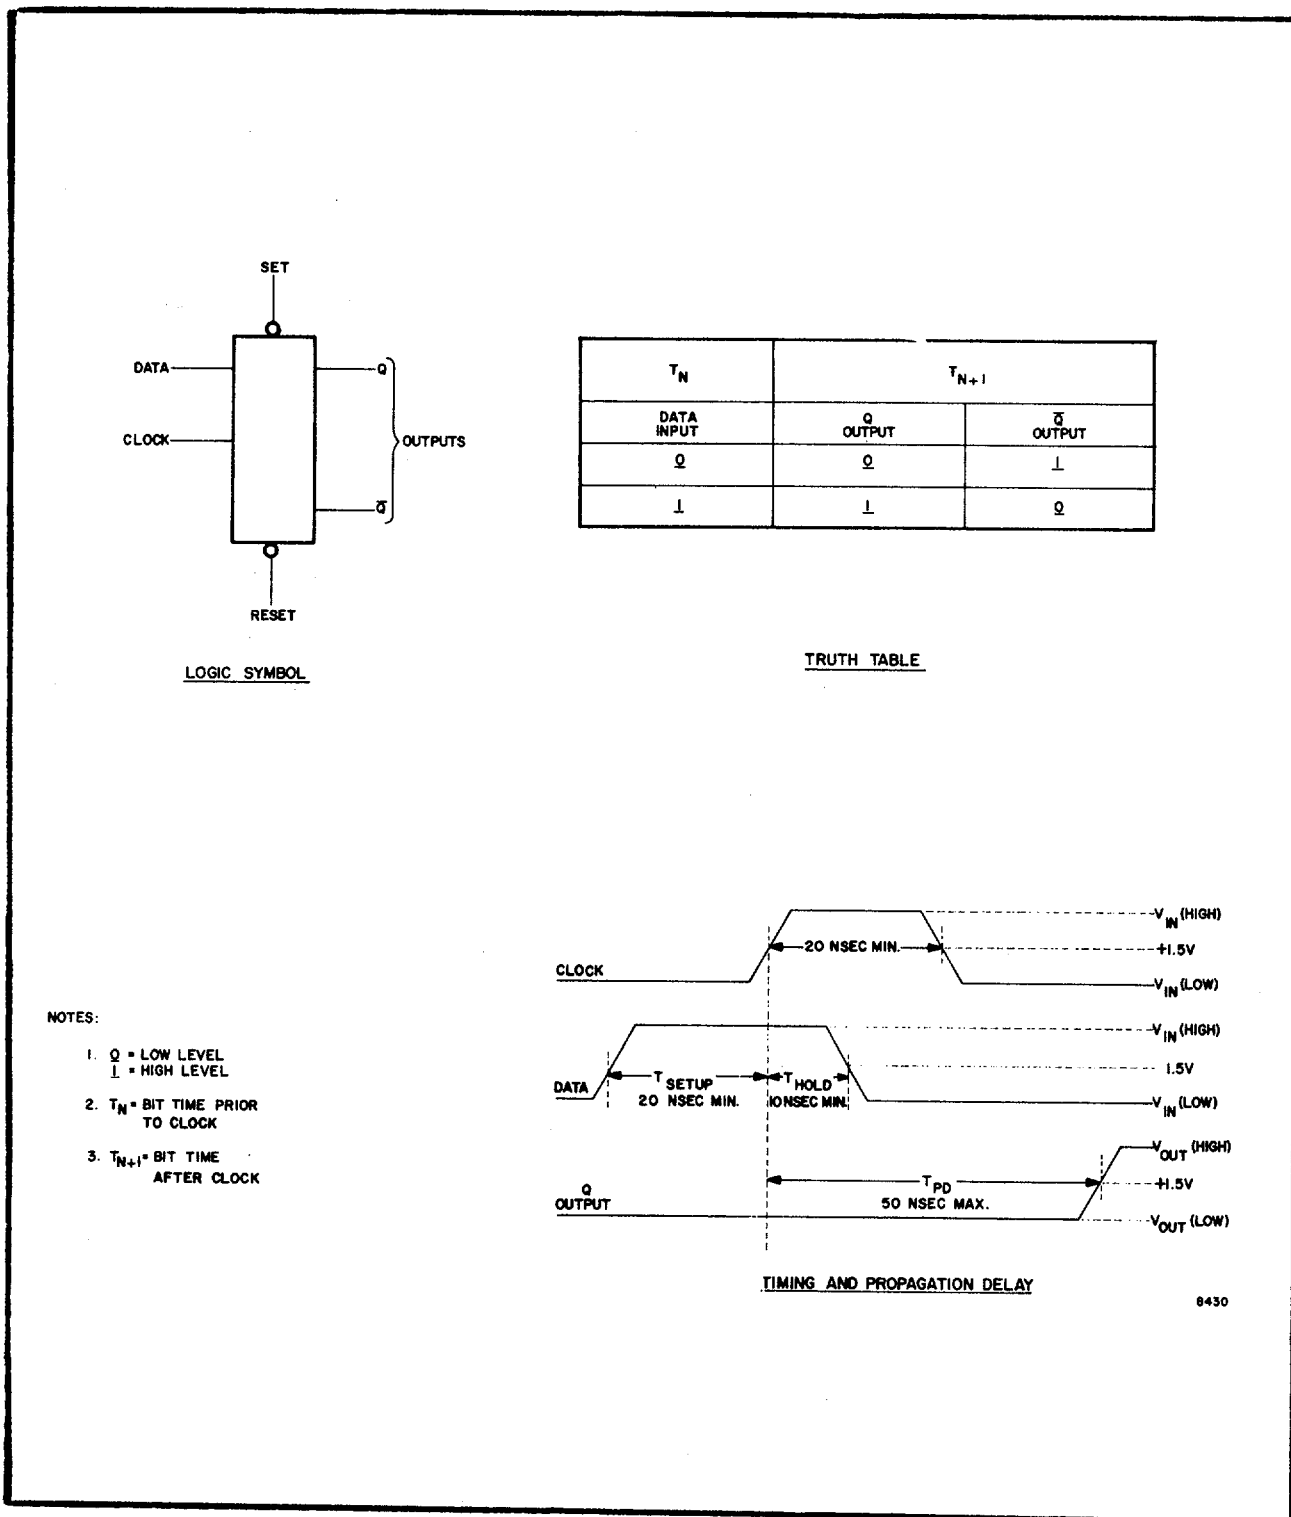 SET
DATA
Q
CLOCK
OUTPUTS
Q̅
RESET
LOGIC SYMBOL
T_N T_N+1
DATA INPUT Q OUTPUT Q̅ OUTPUT
0 0 1
1 1 0
TRUTH TABLE
V_IN (HIGH)
20 NSEC MIN. +1.5V
CLOCK
V_IN (LOW)
NOTES:
1. 0 = LOW LEVEL
1 = HIGH LEVEL
2. T_N = BIT TIME PRIOR
TO CLOCK
3. T_N+1 = BIT TIME
AFTER CLOCK
V_IN (HIGH)
1.5V
DATA T_SETUP T_HOLD
20 NSEC MIN. 10NSEC MIN.
V_IN (LOW)
V_OUT (HIGH)
T_PD +1.5V
Q
OUTPUT 50 NSEC MAX.
V_OUT (LOW)
TIMING AND PROPAGATION DELAY
8430